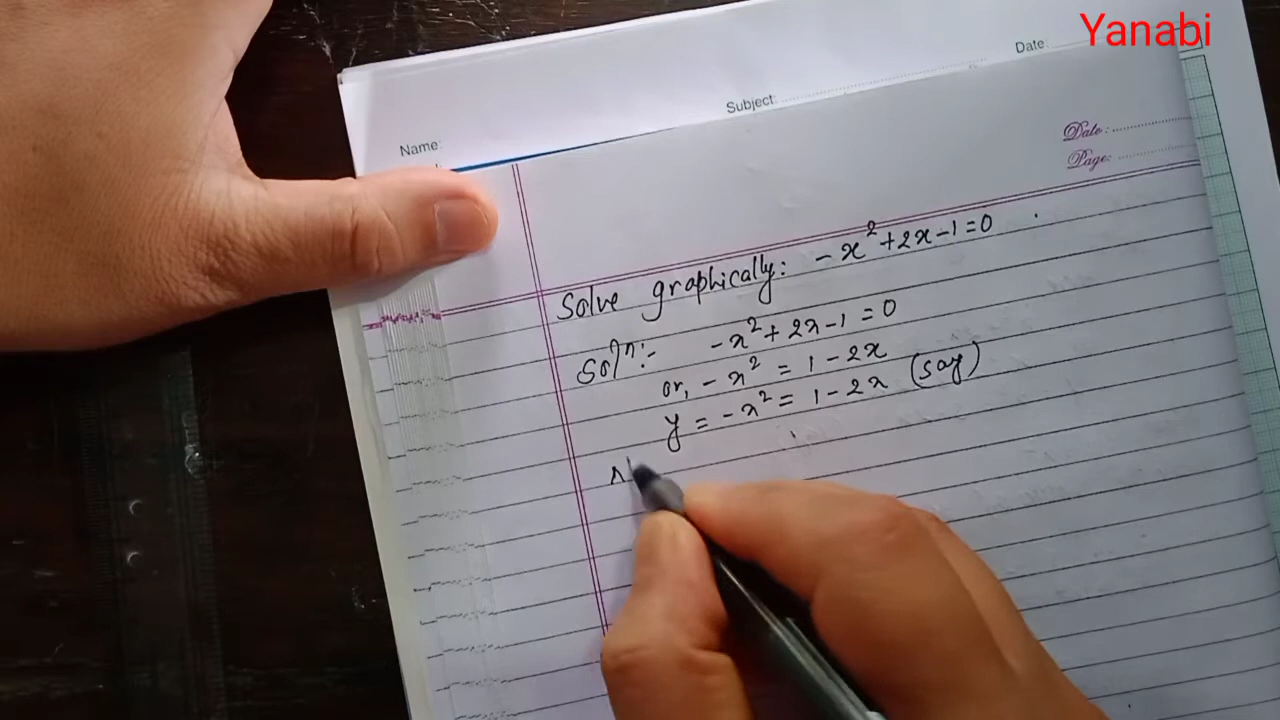 Yanabi
Date:
Subject:
Name:
Date:
Page:
Solve graphically: -x²+2x-1=0
Solⁿ:- -x²+2x-1=0
or, -x² = 1-2x
y = -x² = 1-2x (say)